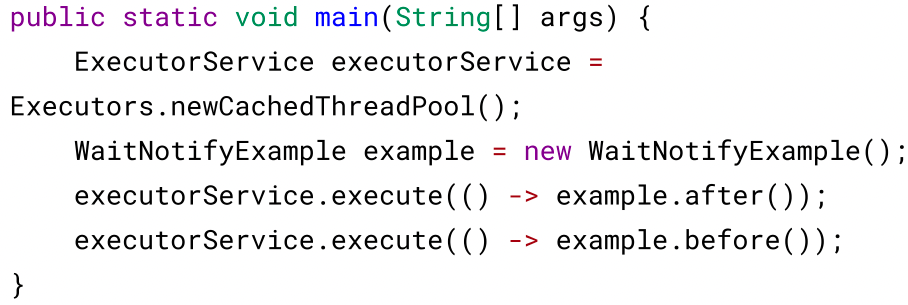 public static void main(String[] args) {
    ExecutorService executorService =
Executors.newCachedThreadPool();
    WaitNotifyExample example = new WaitNotifyExample();
    executorService.execute(() -> example.after());
    executorService.execute(() -> example.before());
}